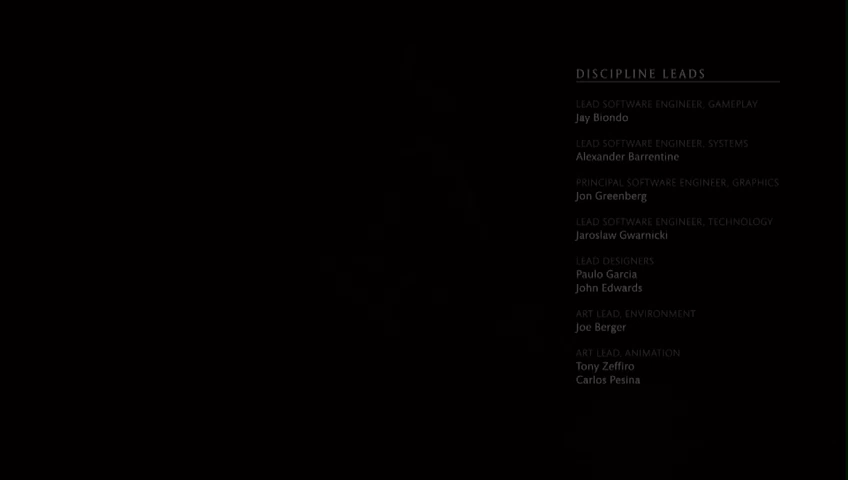 DISCIPLINE LEADS
LEAD SOFTWARE ENGINEER, GAMEPLAY
Jay Biondo
LEAD SOFTWARE ENGINEER, SYSTEMS
Alexander Barrentine
PRINCIPAL SOFTWARE ENGINEER, GRAPHICS
Jon Greenberg
LEAD SOFTWARE ENGINEER, TECHNOLOGY
Jaroslaw Gwarnicki
LEAD DESIGNERS
Paulo Garcia
John Edwards
ART LEAD, ENVIRONMENT
Joe Berger
ART LEAD, ANIMATION
Tony Zeffiro
Carlos Pesina